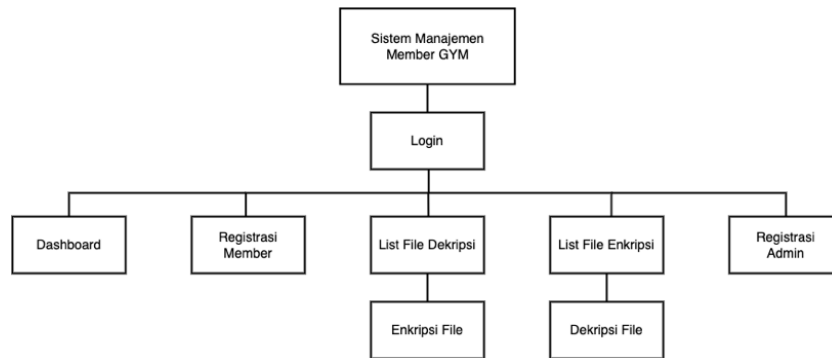 Sistem Manajemen
Member GYM
Login
Dashboard
Registrasi
Member
List File Dekripsi
List File Enkripsi
Registrasi
Admin
Enkripsi File
Dekripsi File